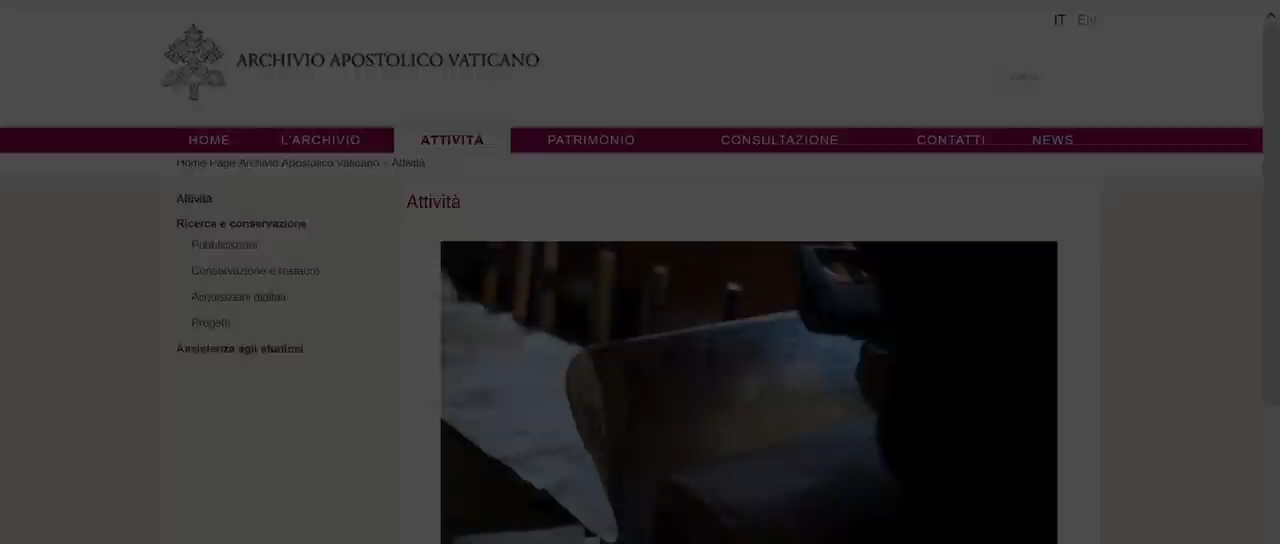 IT En
ARCHIVIO APOSTOLICO VATICANO
HOME L'ARCHIVIO ATTIVITÀ PATRIMONIO CONSULTAZIONE CONTATTI NEWS
Home Page Archivio Apostolico Vaticano - Attività
Attività
Ricerca e conservazione
Pubblicazioni
Conservazione e restauro
Acquisizioni digitali
Progetti
Assistenza agli studiosi
Attività